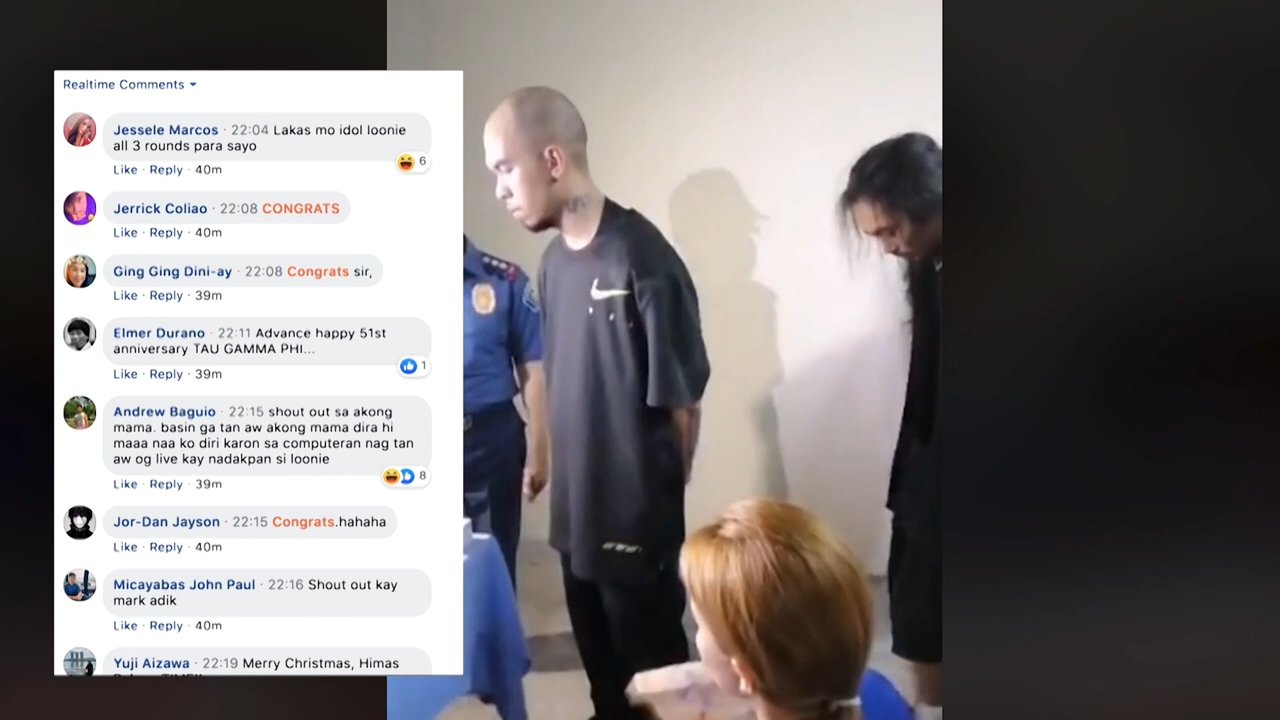 Realtime Comments
Jessele Marcos · 22:04 Lakas mo idol loonie
all 3 rounds para sayo
6
Like · Reply · 40m
Jerrick Coliao · 22:08 CONGRATS
Like · Reply · 40m
Ging Ging Dini-ay · 22:08 Congrats sir,
Like · Reply · 39m
Elmer Durano · 22:11 Advance happy 51st
anniversary TAU GAMMA PHI...
1
Like · Reply · 39m
Andrew Baguio · 22:15 shout out sa akong
mama. basin ga tan aw akong mama dira hi
maaa naa ko diri karon sa computeran nag tan
aw og live kay nadakpan si loonie
8
Like · Reply · 39m
Jor-Dan Jayson · 22:15 Congrats.hahaha
Like · Reply · 40m
Micayabas John Paul · 22:16 Shout out kay
mark adik
Like · Reply · 40m
Yuji Aizawa · 22:19 Merry Christmas, Himas